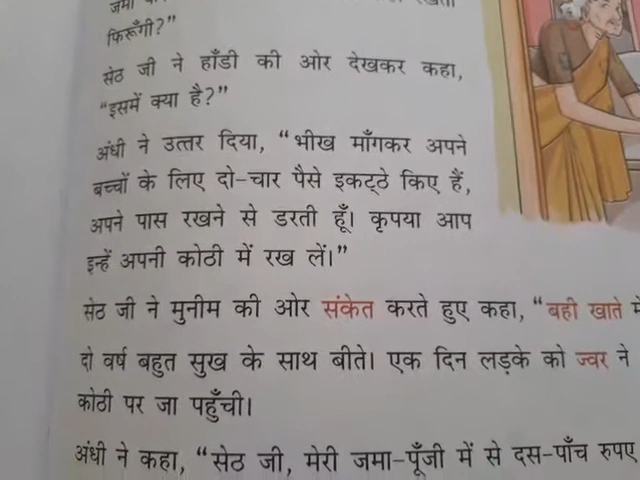 जमा
फिरूँगी?”
सेठ जी ने हाँडी की ओर देखकर कहा,
“इसमें क्या है?”
अंधी ने उत्तर दिया, “भीख माँगकर अपने
बच्चों के लिए दो-चार पैसे इकट्ठे किए हैं,
अपने पास रखने से डरती हूँ। कृपया आप
इन्हें अपनी कोठी में रख लें।”
सेठ जी ने मुनीम की ओर संकेत करते हुए कहा, “बही खाते में
दो वर्ष बहुत सुख के साथ बीते। एक दिन लड़के को ज्वर ने
कोठी पर जा पहुँची।
अंधी ने कहा, “सेठ जी, मेरी जमा-पूँजी में से दस-पाँच रुपए